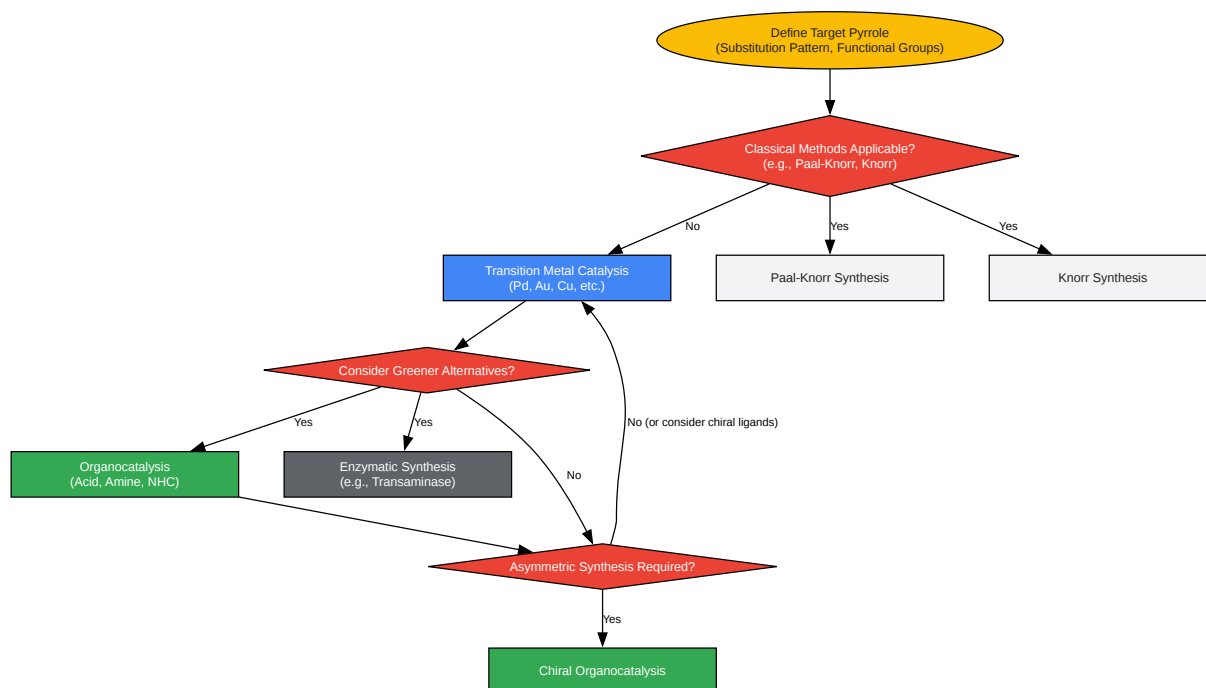 Define Target Pyrrole
(Substitution Pattern, Functional Groups)
Classical Methods Applicable?
(e.g., Paal-Knorr, Knorr)
No
Yes
Yes
Transition Metal Catalysis
(Pd, Au, Cu, etc.)
Paal-Knorr Synthesis
Knorr Synthesis
Consider Greener Alternatives?
Yes
Yes
No (or consider chiral ligands)
Organocatalysis
(Acid, Amine, NHC)
Enzymatic Synthesis
(e.g., Transaminase)
No
Asymmetric Synthesis Required?
Yes
Chiral Organocatalysis